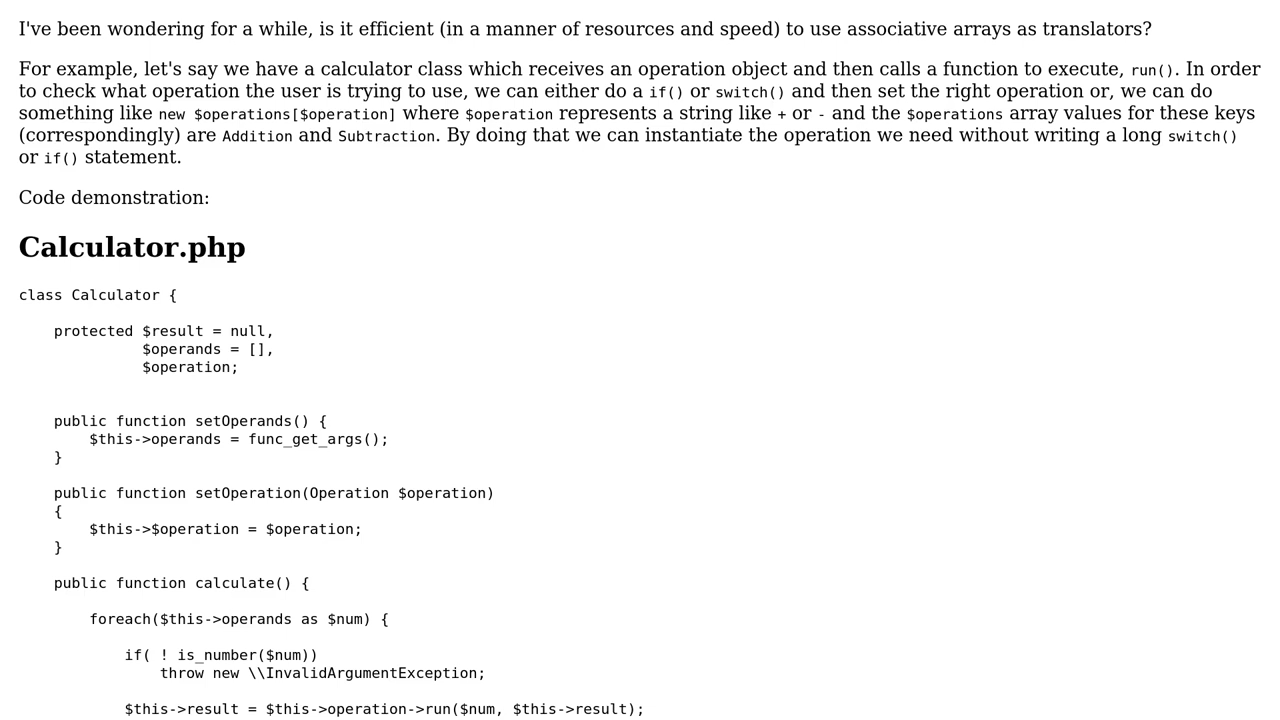 I've been wondering for a while, is it efficient (in a manner of resources and speed) to use associative arrays as translators?
For example, let's say we have a calculator class which receives an operation object and then calls a function to execute, run(). In order
to check what operation the user is trying to use, we can either do a if() or switch() and then set the right operation or, we can do
something like new $operations[$operation] where $operation represents a string like + or - and the $operations array values for these keys
(correspondingly) are Addition and Subtraction. By doing that we can instantiate the operation we need without writing a long switch()
or if() statement.
Code demonstration:
Calculator.php
class Calculator {
    protected $result = null,
              $operands = [],
              $operation;
    public function setOperands() {
        $this->operands = func_get_args();
    }
    public function setOperation(Operation $operation)
    {
        $this->$operation = $operation;
    }
    public function calculate() {
        foreach($this->operands as $num) {
            if( ! is_number($num))
                throw new \\InvalidArgumentException;
            $this->result = $this->operation->run($num, $this->result);